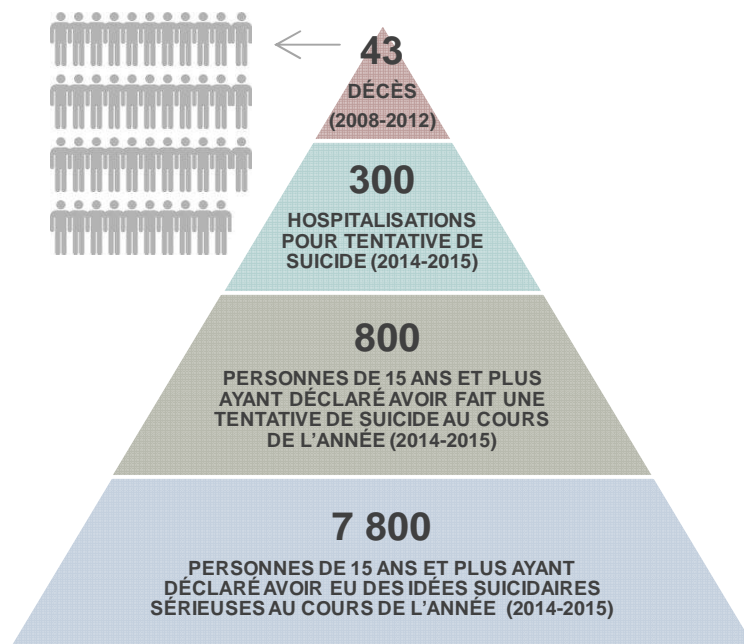 43
DÉCÈS
(2008-2012)
300
HOSPITALISATIONS
POUR TENTATIVE DE
SUICIDE (2014-2015)
800
PERSONNES DE 15 ANS ET PLUS
AYANT DÉCLARÉ AVOIR FAIT UNE
TENTATIVE DE SUICIDE AU COURS
DE L'ANNÉE (2014-2015)
7 800
PERSONNES DE 15 ANS ET PLUS AYANT
DÉCLARÉ AVOIR EU DES IDÉES SUICIDAIRES
SÉRIEUSES AU COURS DE L'ANNÉE (2014-2015)